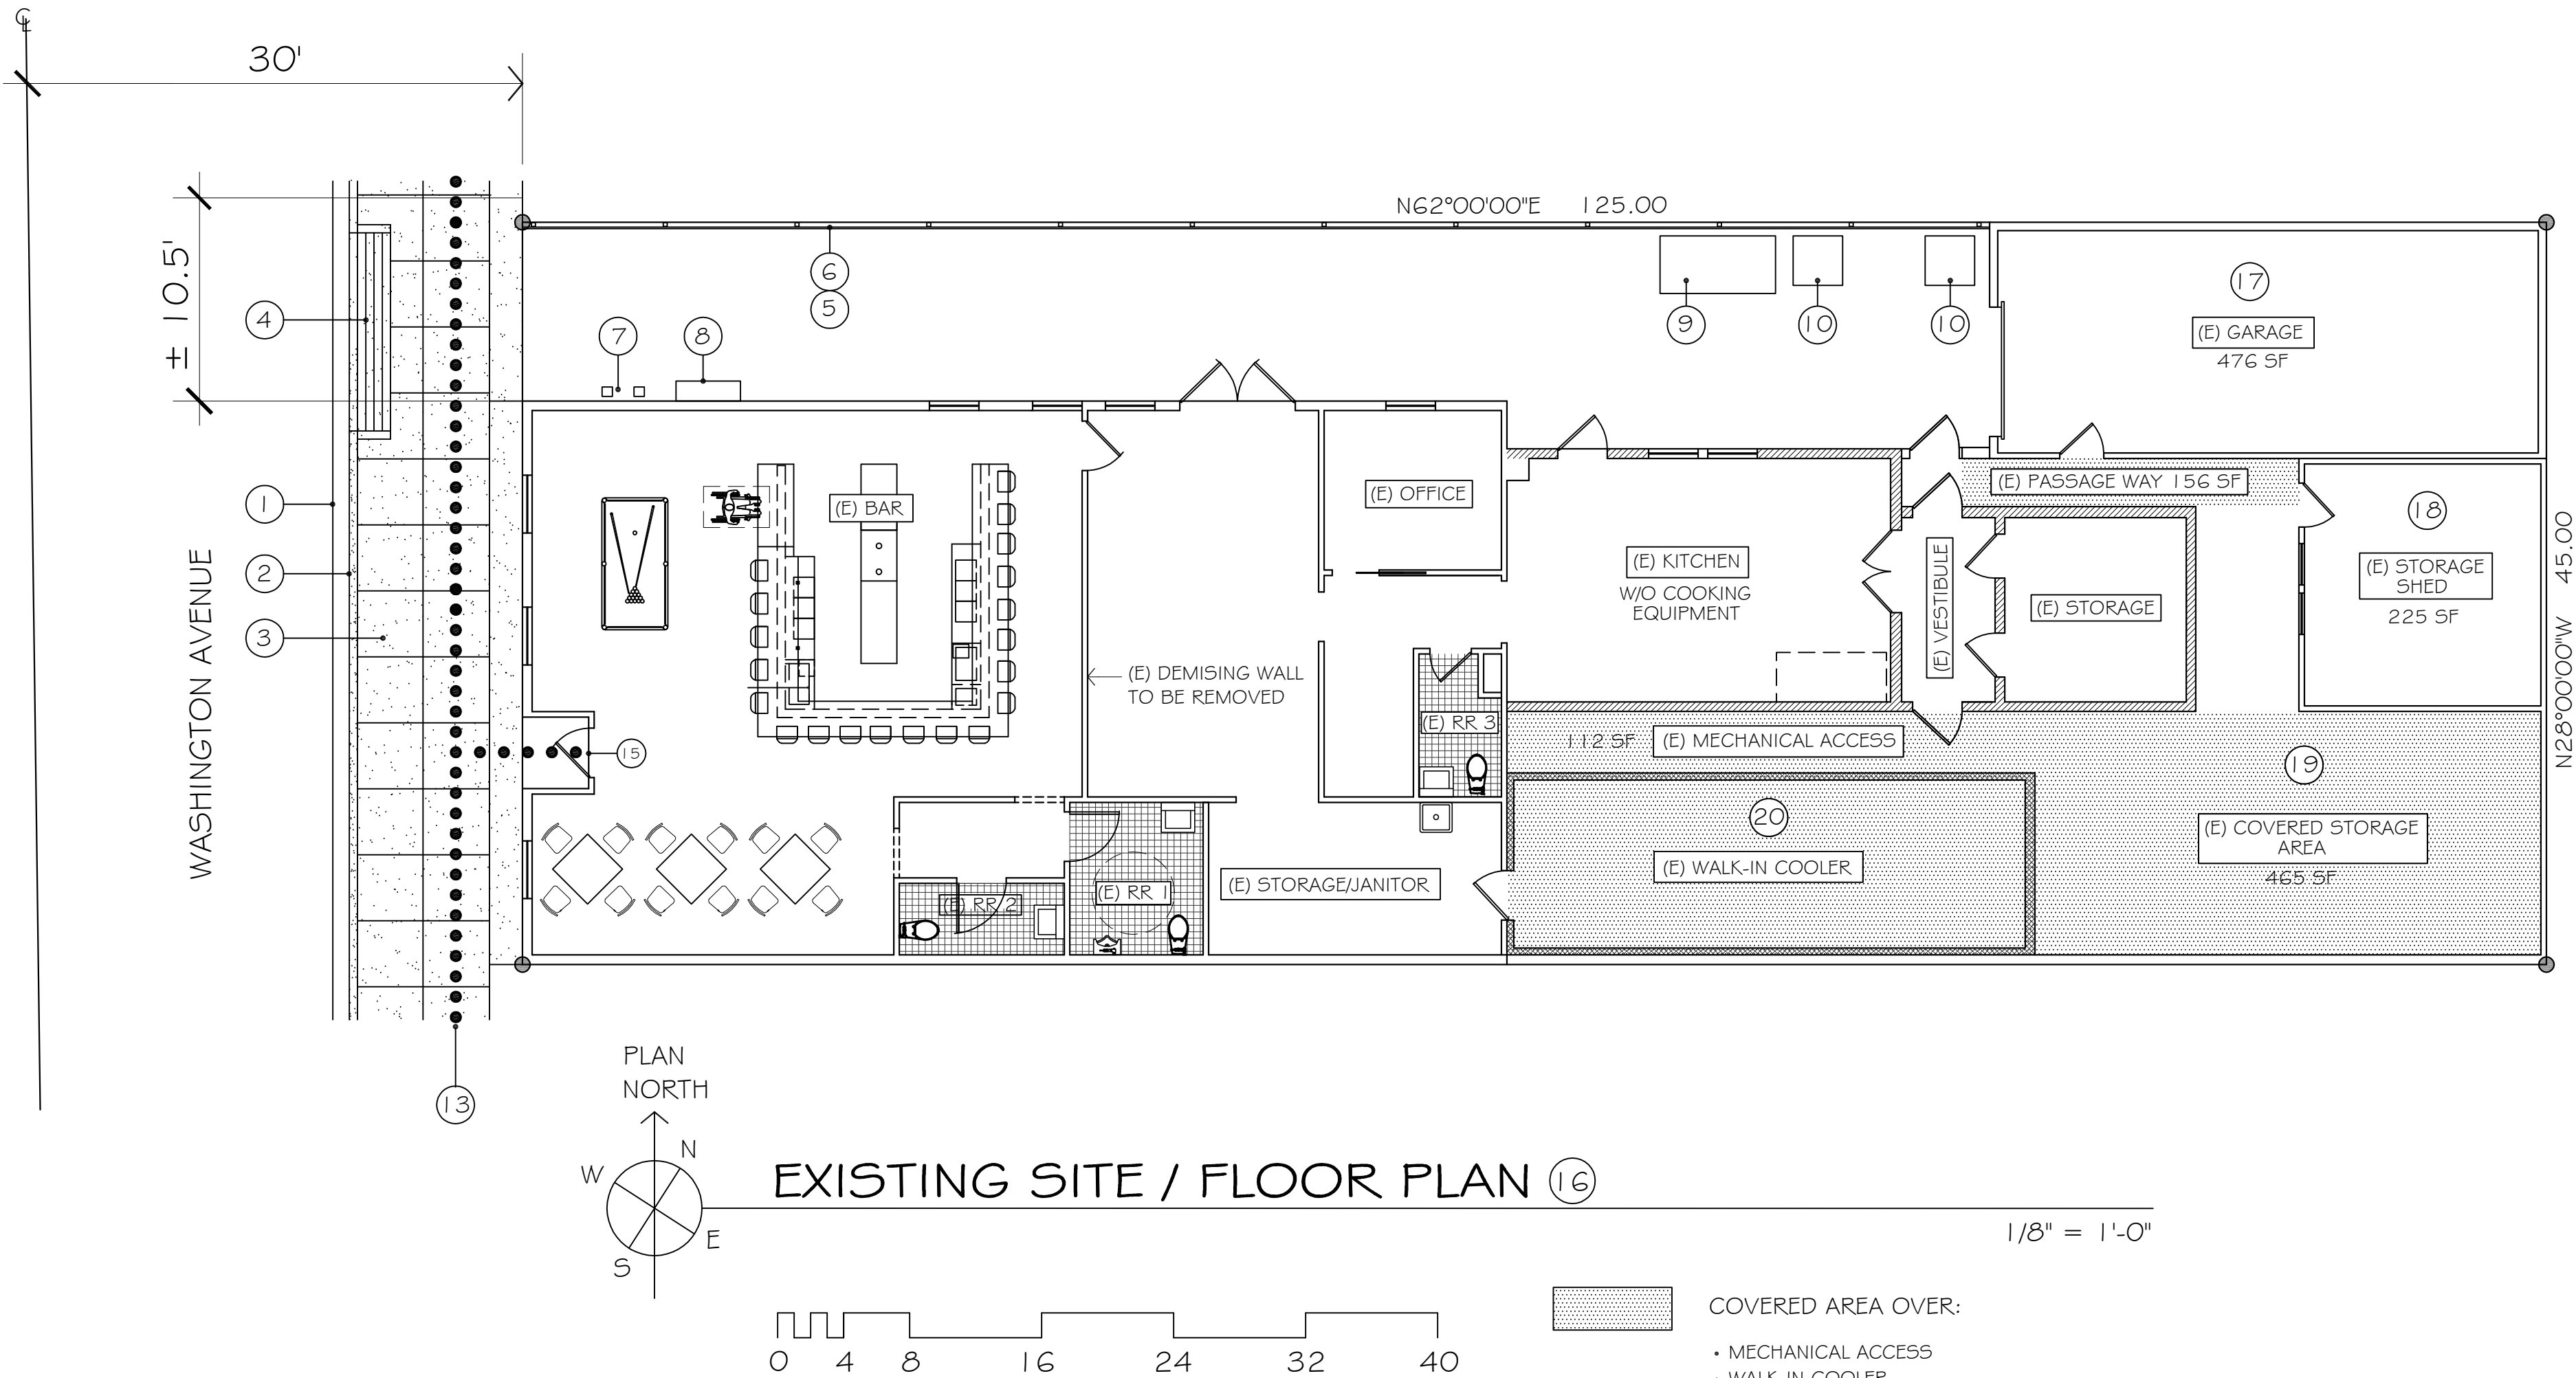 ℄
30'
N62°00'00"E 125.00
± 10.5'
6
5
4
7
8
9
10
10
17
(E) GARAGE
476 SF
1
(E) OFFICE
(E) BAR
(E) PASSAGE WAY 156 SF
18
(E) STORAGE
SHED
225 SF
N28°00'00"W 45.00
WASHINGTON AVENUE
2
3
(E) KITCHEN
W/O COOKING
EQUIPMENT
(E) VESTIBULE
(E) STORAGE
(E) DEMISING WALL
TO BE REMOVED
(E) RR 3
112 SF
(E) MECHANICAL ACCESS
15
19
20
(E) COVERED STORAGE
AREA
465 SF
(E) WALK-IN COOLER
(E) STORAGE/JANITOR
(E) RR 1
(E) RR 2
13
PLAN
NORTH
N
W
E
S
EXISTING SITE / FLOOR PLAN 16
1/8" = 1'-0"
0 4 8 16 24 32 40
COVERED AREA OVER:
• MECHANICAL ACCESS
• WALK-IN COOLER